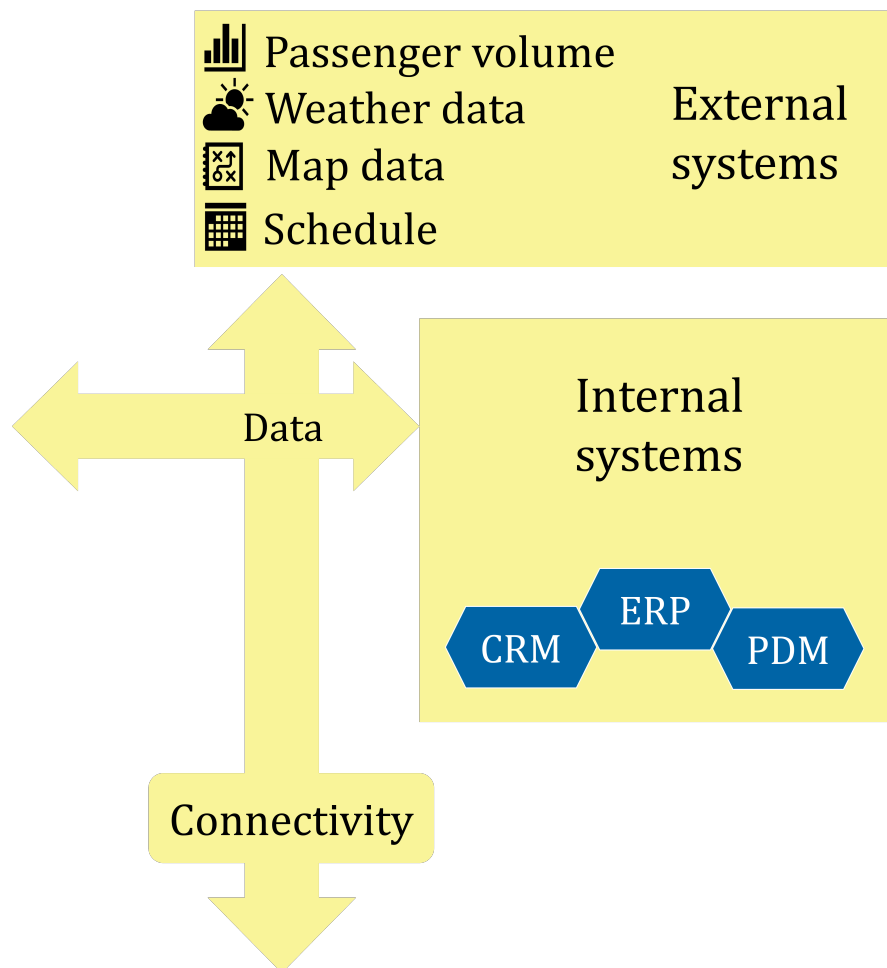 Passenger volume
Weather data
Map data
Schedule
External
systems
Data
Internal
systems
CRM
ERP
PDM
Connectivity